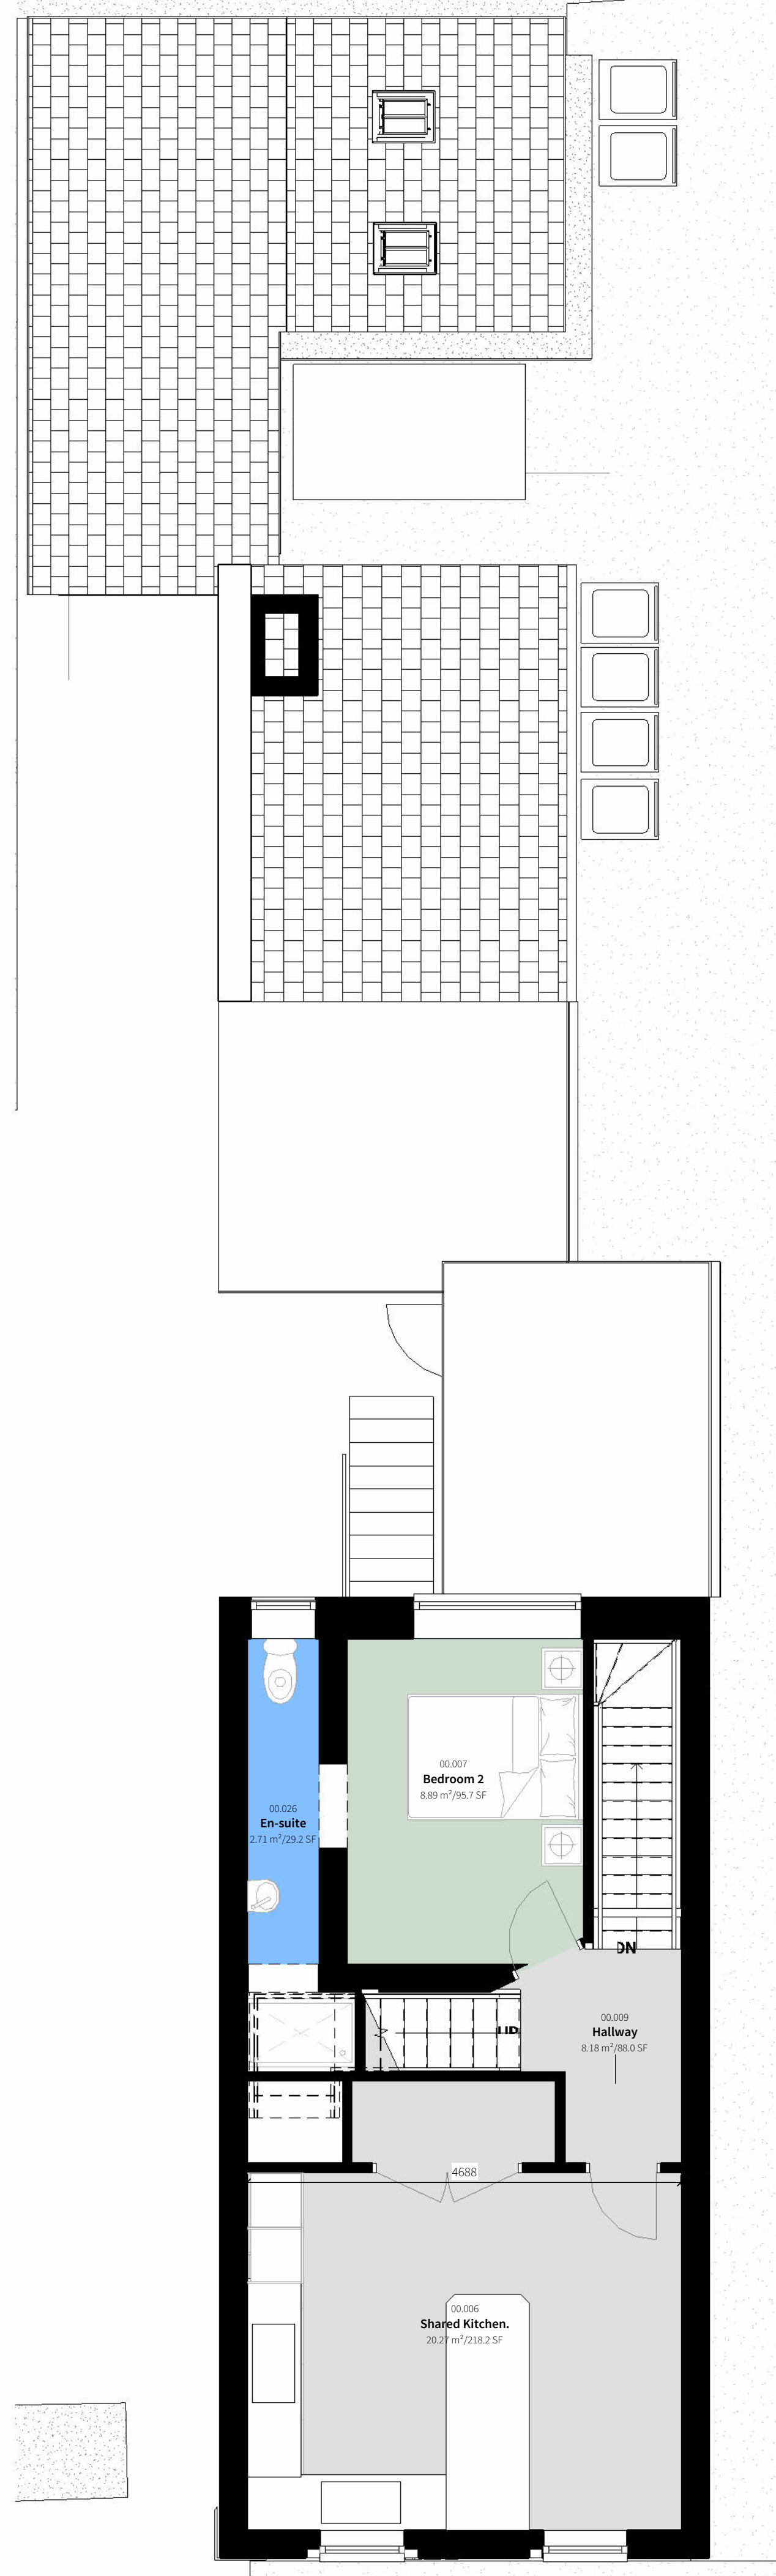 00.007
Bedroom 2
8.89 m²/95.7 SF
00.026
En-suite
2.71 m²/29.2 SF
DN
00.009
Hallway
8.18 m²/88.0 SF
UP
4688
00.006
Shared Kitchen.
20.27 m²/218.2 SF